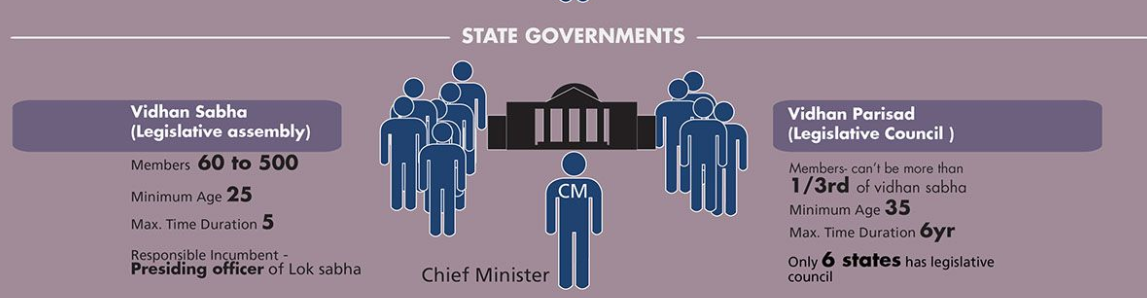 STATE GOVERNMENTS
Vidhan Sabha
(Legislative assembly)
Members 60 to 500
Minimum Age 25
Max. Time Duration 5
Responsible Incumbent -
Presiding officer of Lok sabha
CM
Chief Minister
Vidhan Parisad
(Legislative Council )
Members- can't be more than
1/3rd of vidhan sabha
Minimum Age 35
Max. Time Duration 6yr
Only 6 states has legislative
council